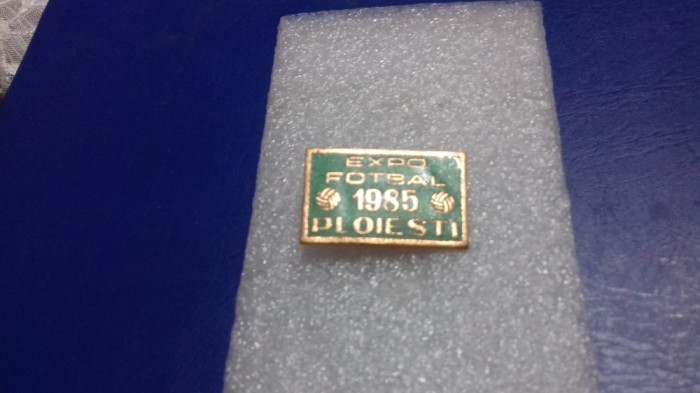 EXPO
FOTBAL
1985
PLOIESTI